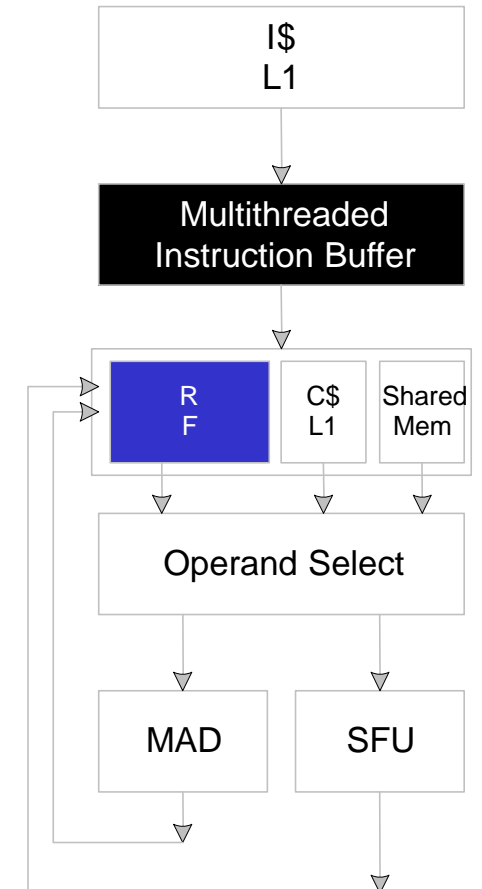 I$
L1
Multithreaded
Instruction Buffer
R
F
C$
L1
Shared
Mem
Operand Select
MAD
SFU